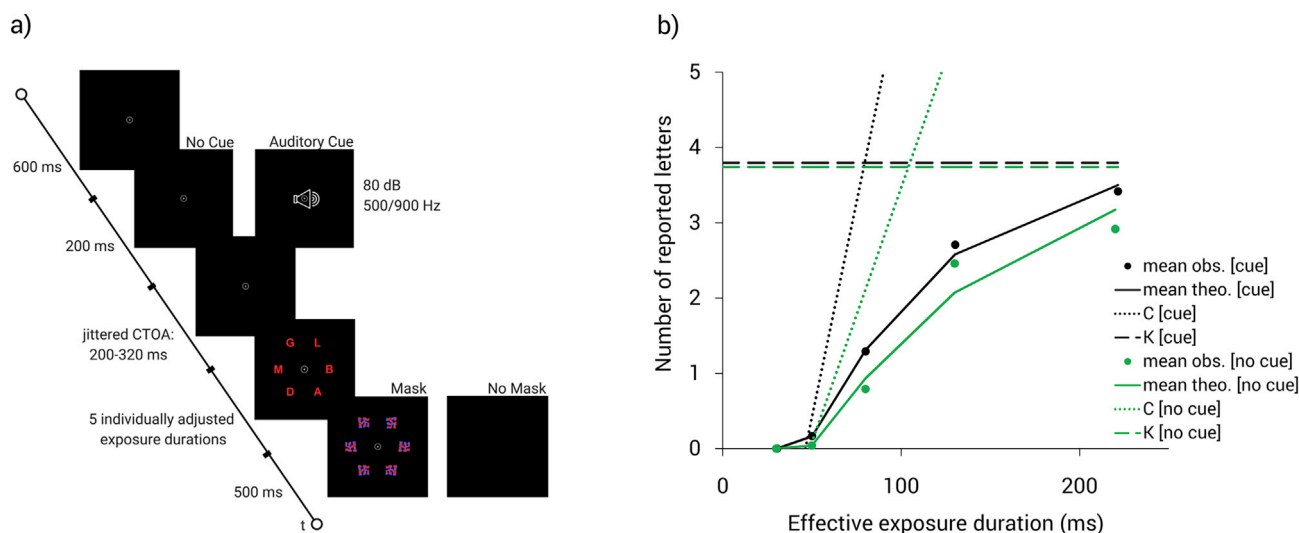 a)
No Cue
Auditory Cue
600 ms
80 dB
500/900 Hz
200 ms
jittered CTOA:
200-320 ms
G L
M B
D A
Mask
No Mask
5 individually adjusted
exposure durations
500 ms
t
b)
Number of reported letters
5
4
3
2
1
0
0 100 200
Effective exposure duration (ms)
mean obs. [cue]
mean theo. [cue]
C [cue]
K [cue]
mean obs. [no cue]
mean theo. [no cue]
C [no cue]
K [no cue]